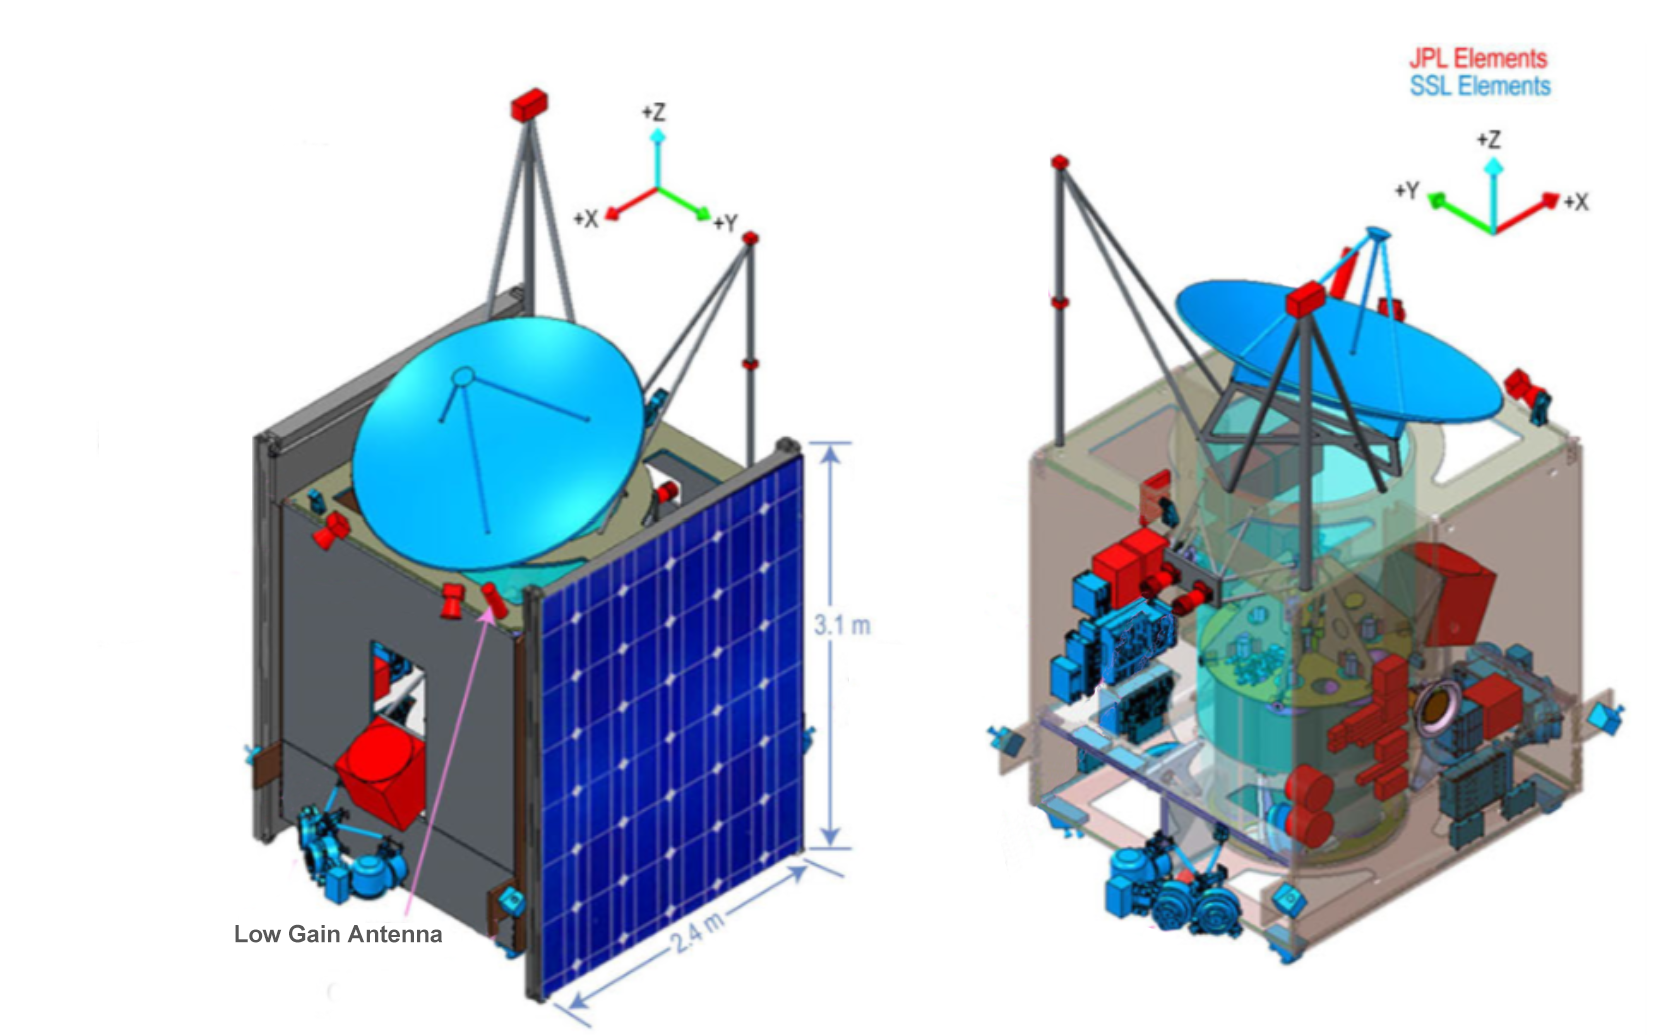 JPL Elements
SSL Elements
+Z
+X
+Y
+Z
+Y
+X
3.1 m
2.4 m
Low Gain Antenna